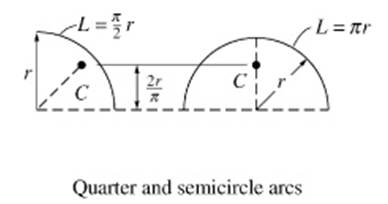 L = π/2 r
L = πr
r
C
2r/π
C
r
Quarter and semicircle arcs